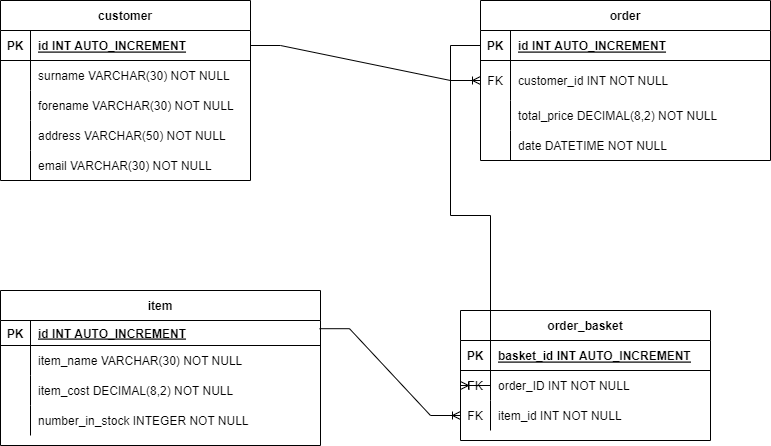 customer
PK id INT AUTO_INCREMENT
surname VARCHAR(30) NOT NULL
forename VARCHAR(30) NOT NULL
address VARCHAR(50) NOT NULL
email VARCHAR(30) NOT NULL
order
PK id INT AUTO_INCREMENT
FK customer_id INT NOT NULL
total_price DECIMAL(8,2) NOT NULL
date DATETIME NOT NULL
item
PK id INT AUTO_INCREMENT
item_name VARCHAR(30) NOT NULL
item_cost DECIMAL(8,2) NOT NULL
number_in_stock INTEGER NOT NULL
order_basket
PK basket_id INT AUTO_INCREMENT
FK order_ID INT NOT NULL
FK item_id INT NOT NULL